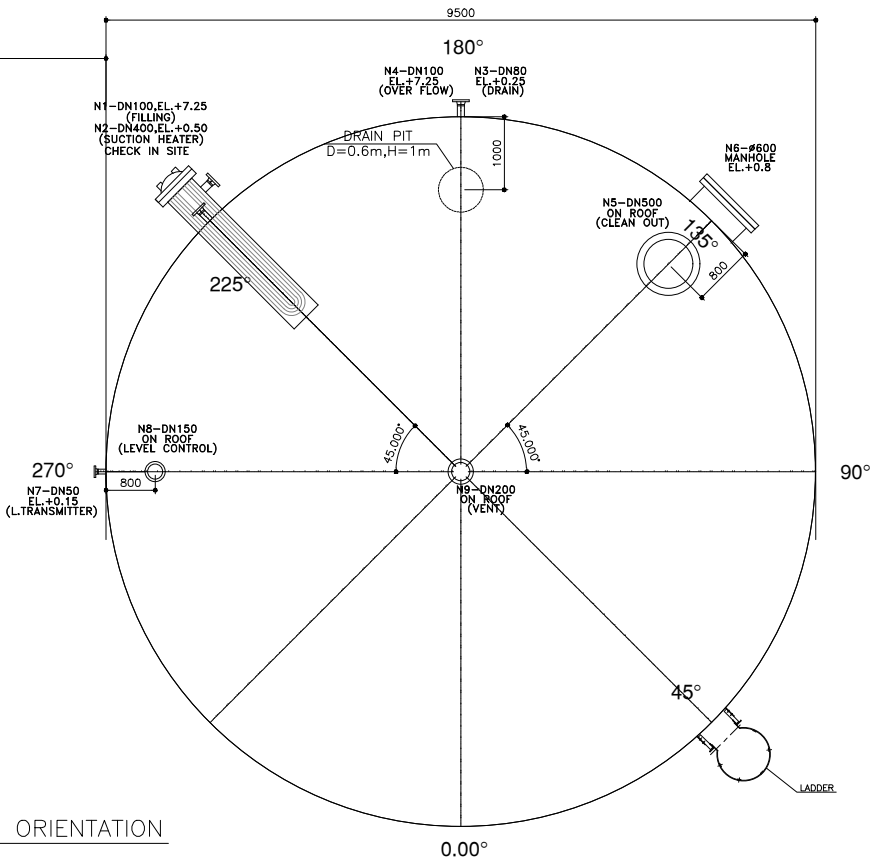 9500
180°
N4-DN100
EL.+7.25
(OVER FLOW)
N3-DN80
EL.+0.25
(DRAIN)
N1-DN100,EL.+7.25
(FILLING)
N2-DN400,EL.+0.50
(SUCTION HEATER)
CHECK IN SITE
DRAIN PIT
D=0.6m,H=1m
1000
N6-ø600
MANHOLE
EL.+0.8
N5-DN500
ON ROOF
(CLEAN OUT)
135°
800
225°
45.000°
45.000°
N8-DN150
ON ROOF
(LEVEL CONTROL)
270°
90°
800
N7-DN50
EL.+0.15
(L.TRANSMITTER)
N9-DN200
ON ROOF
(VENT)
45°
LADDER
ORIENTATION
0.00°